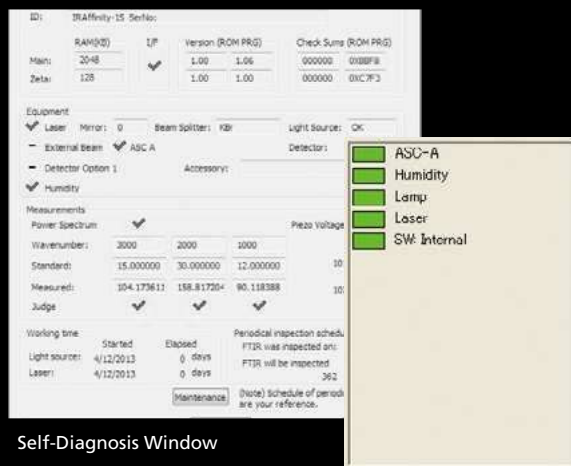 ID: IRAffinity-1S SerNo:
RAM(KB) I/F Version (ROM PRG) Check Sums (ROM PRG)
Main: 2048 1.00 1.06 000000 0XBBFB
Zeta: 128 1.00 1.00 000000 0XC7F3
Equipment
Laser Mirror: 0 Beam Splitter: KBr Light Source: OK
External Beam ASC A Detector:
Detector Option 1 Accessory:
Humidity
Measurements
Power Spectrum Piezo Voltage
Wavenumber: 3000 2000 1000
Standard: 15.000000 30.000000 12.000000 10
Measured: 104.173611 158.817204 90.118388 10
Judge
Working time Periodical inspection schedu
Started Elapsed FTIR was inspected on:
Light source: 4/12/2013 0 days FTIR will be inspected
Laser: 4/12/2013 0 days 362
Maintenance (Note) Schedule of period
are your reference.
ASC-A
Humidity
Lamp
Laser
SW: Internal
Self-Diagnosis Window